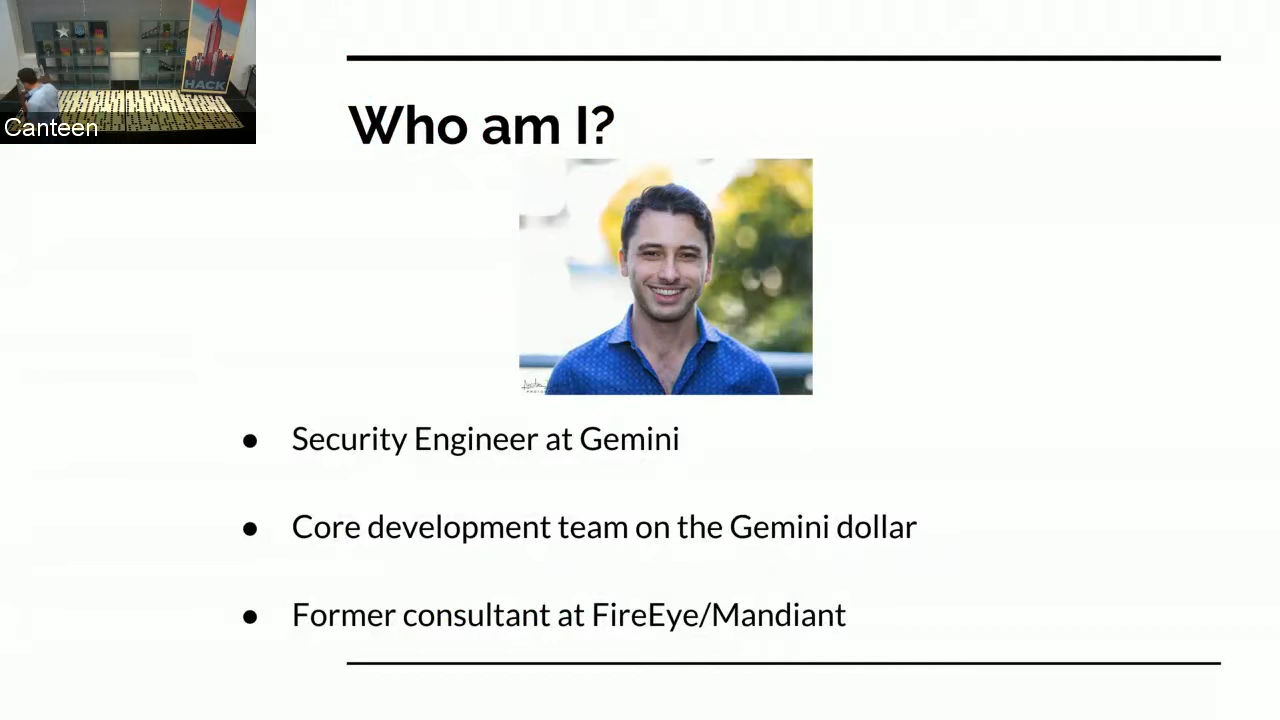 HACK
Canteen
Who am I?
● Security Engineer at Gemini
● Core development team on the Gemini dollar
● Former consultant at FireEye/Mandiant